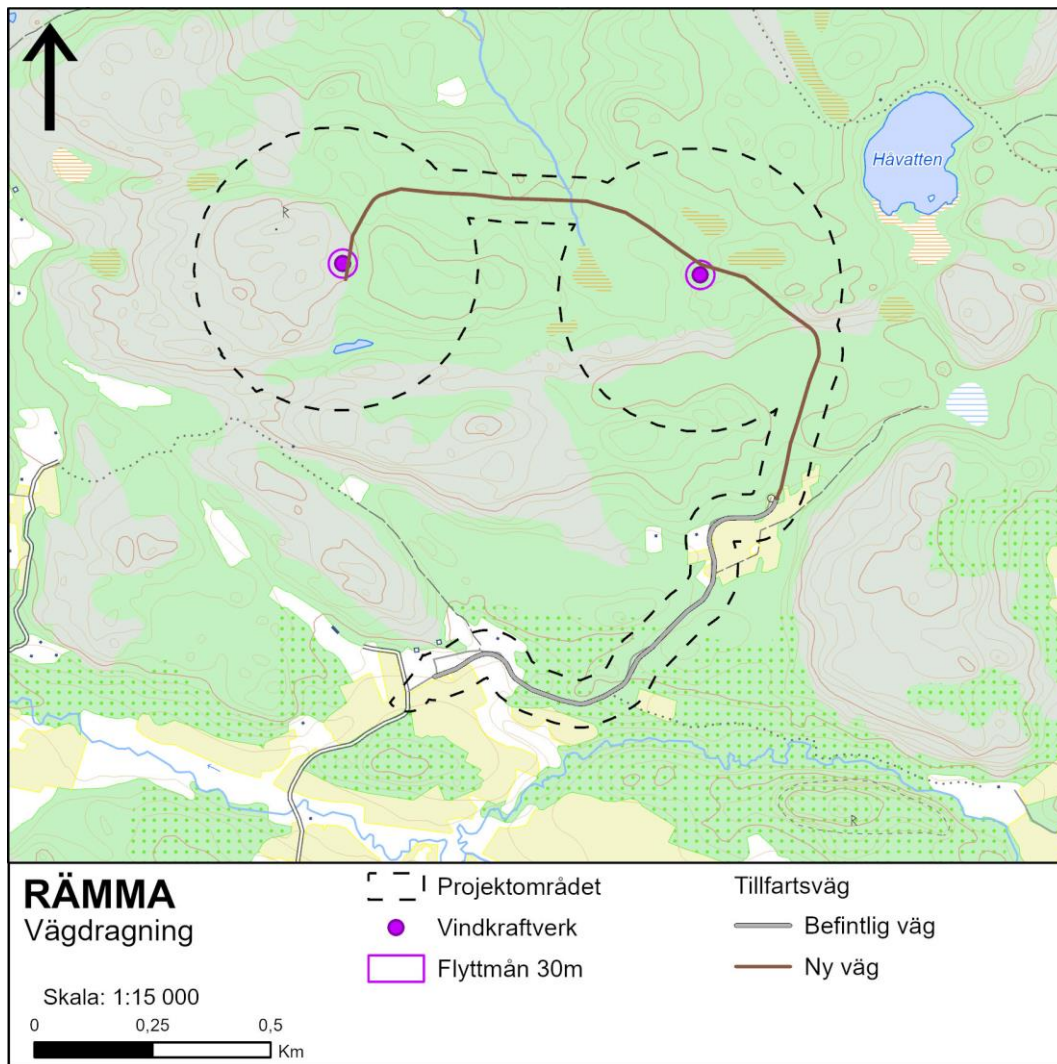 Håvatten
R
R
RÄMMA
Vägdragning
Skala: 1:15 000
0 0,25 0,5
Km
Projektområdet
Vindkraftverk
Flyttmån 30m
Tillfartsväg
Befintlig väg
Ny väg